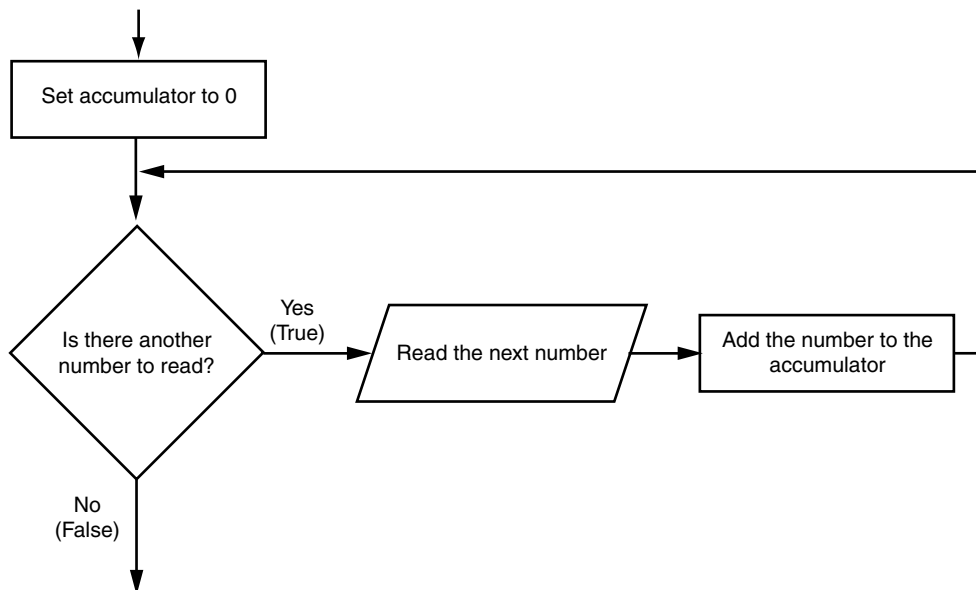 Set accumulator to 0
Is there another
number to read?
Yes
(True)
Read the next number
Add the number to the
accumulator
No
(False)